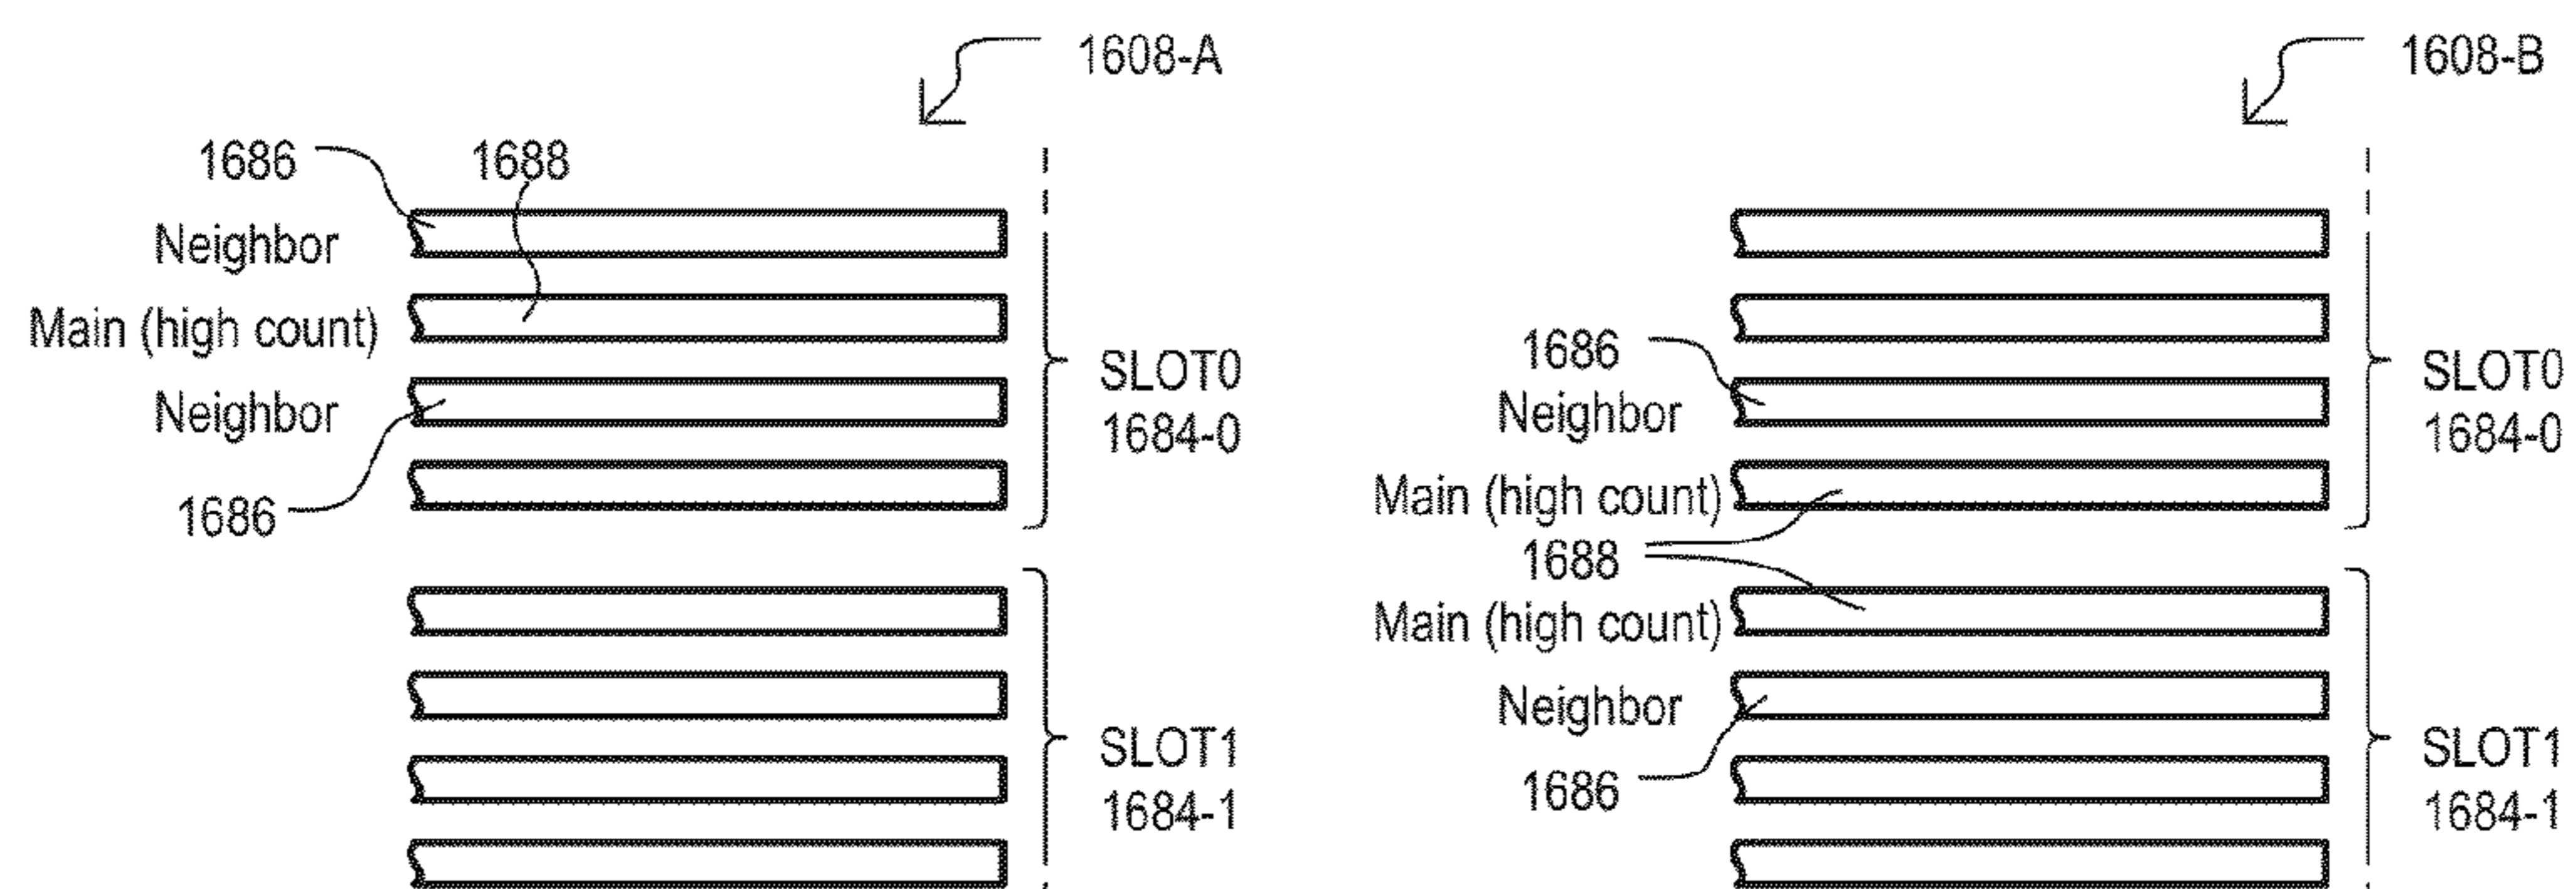 1608-A
1686
1688
Neighbor
Main (high count)
Neighbor
1686
SLOT0
1684-0
SLOT1
1684-1
1608-B
1686
Neighbor
Main (high count)
1688
Main (high count)
Neighbor
1686
SLOT0
1684-0
SLOT1
1684-1